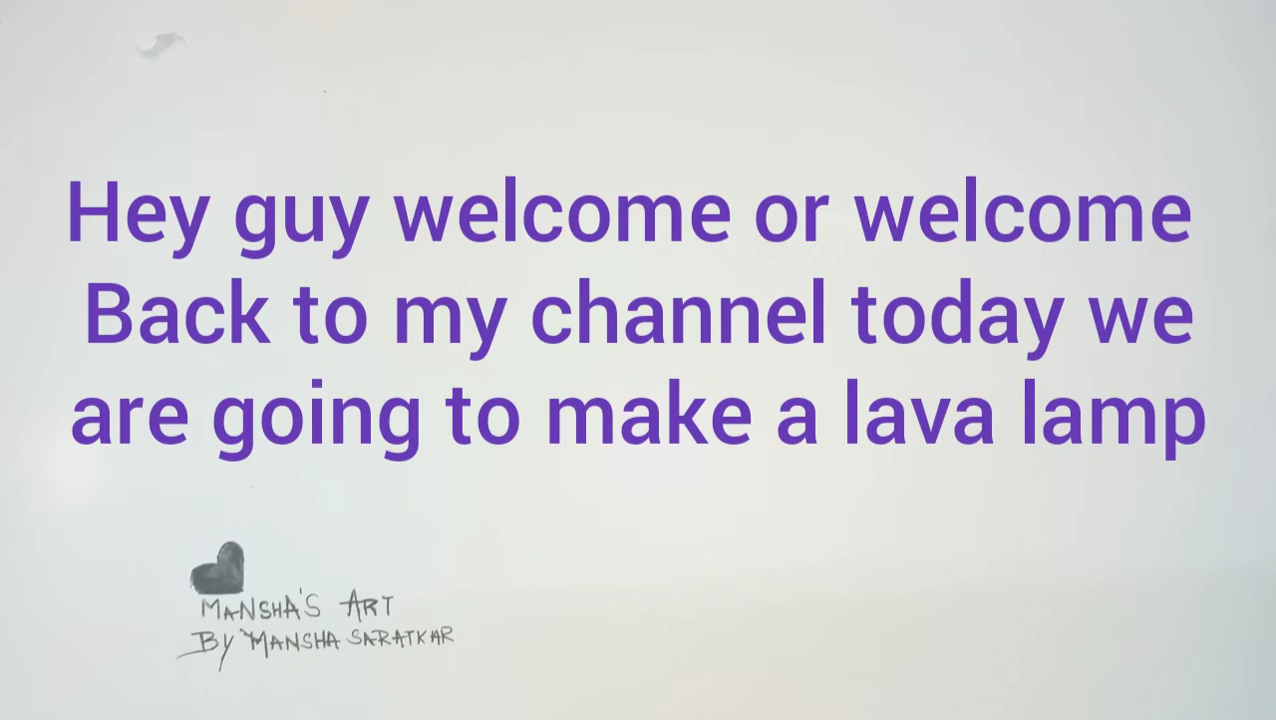 Hey guy welcome or welcome
Back to my channel today we
are going to make a lava lamp
MANSHA'S ART
BY MANSHA SARATKAR